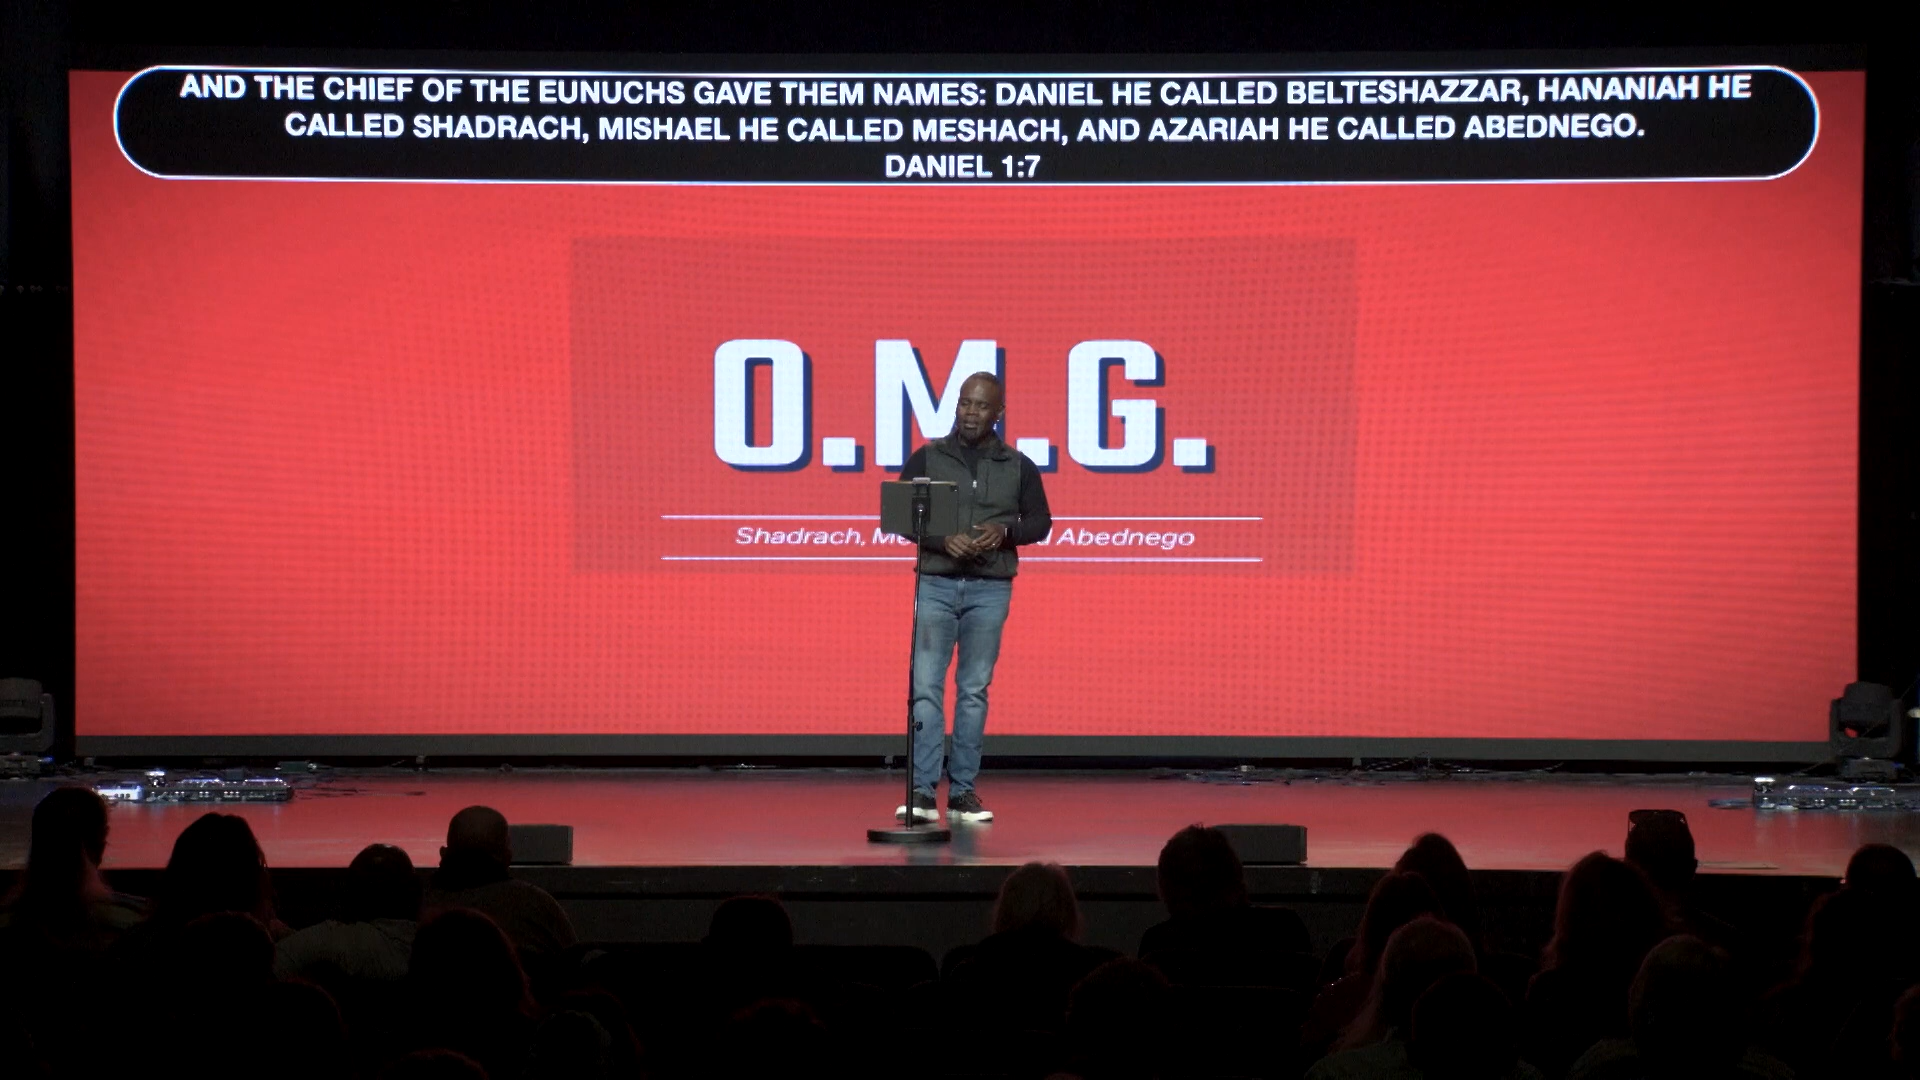 AND THE CHIEF OF THE EUNUCHS GAVE THEM NAMES: DANIEL HE CALLED BELTESHAZZAR, HANANIAH HE
CALLED SHADRACH, MISHAEL HE CALLED MESHACH, AND AZARIAH HE CALLED ABEDNEGO.
DANIEL 1:7
O.M.G.
Shadrach, Abednego